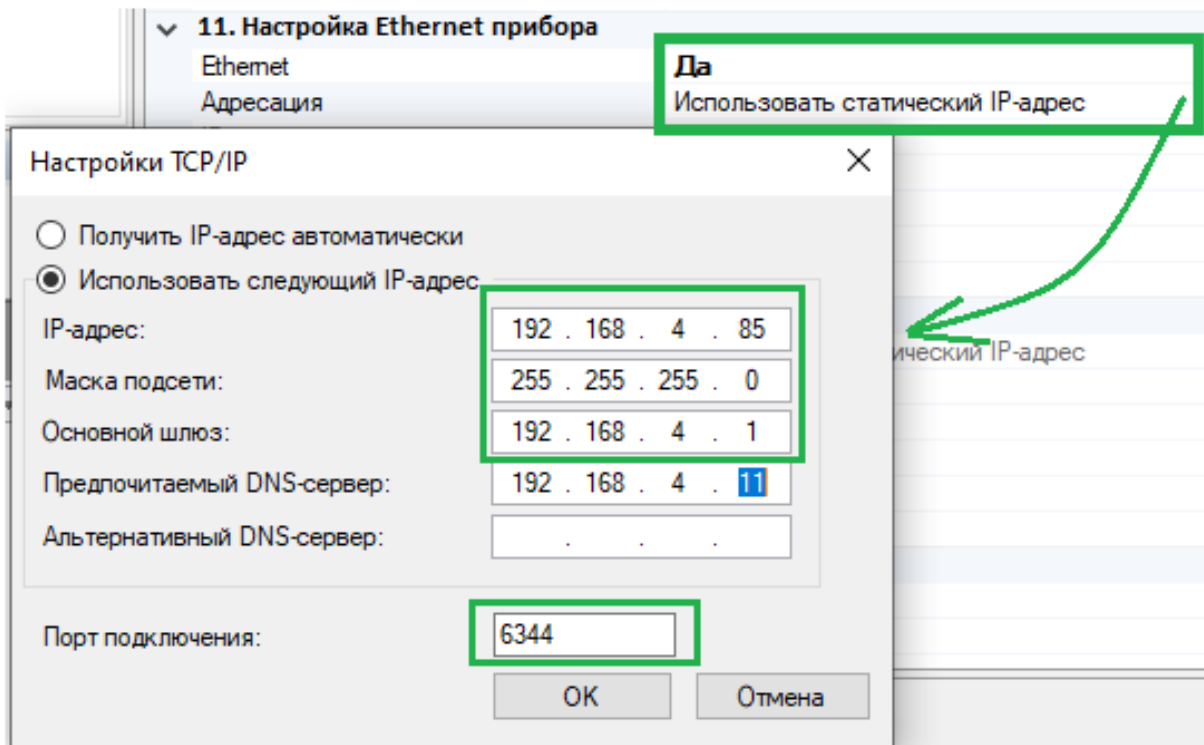 11. Настройка Ethernet прибора
Ethernet Да
Адресация Использовать статический IP-адрес
Настройки TCP/IP
Получить IP-адрес автоматически
Использовать следующий IP-адрес
IP-адрес: 192 . 168 . 4 . 85
IP-адрес
Маска подсети: 255 . 255 . 255 . 0
Основной шлюз: 192 . 168 . 4 . 1
Предпочитаемый DNS-сервер: 192 . 168 . 4 . 11
Альтернативный DNS-сервер: . . .
Порт подключения: 6344
OK Отмена